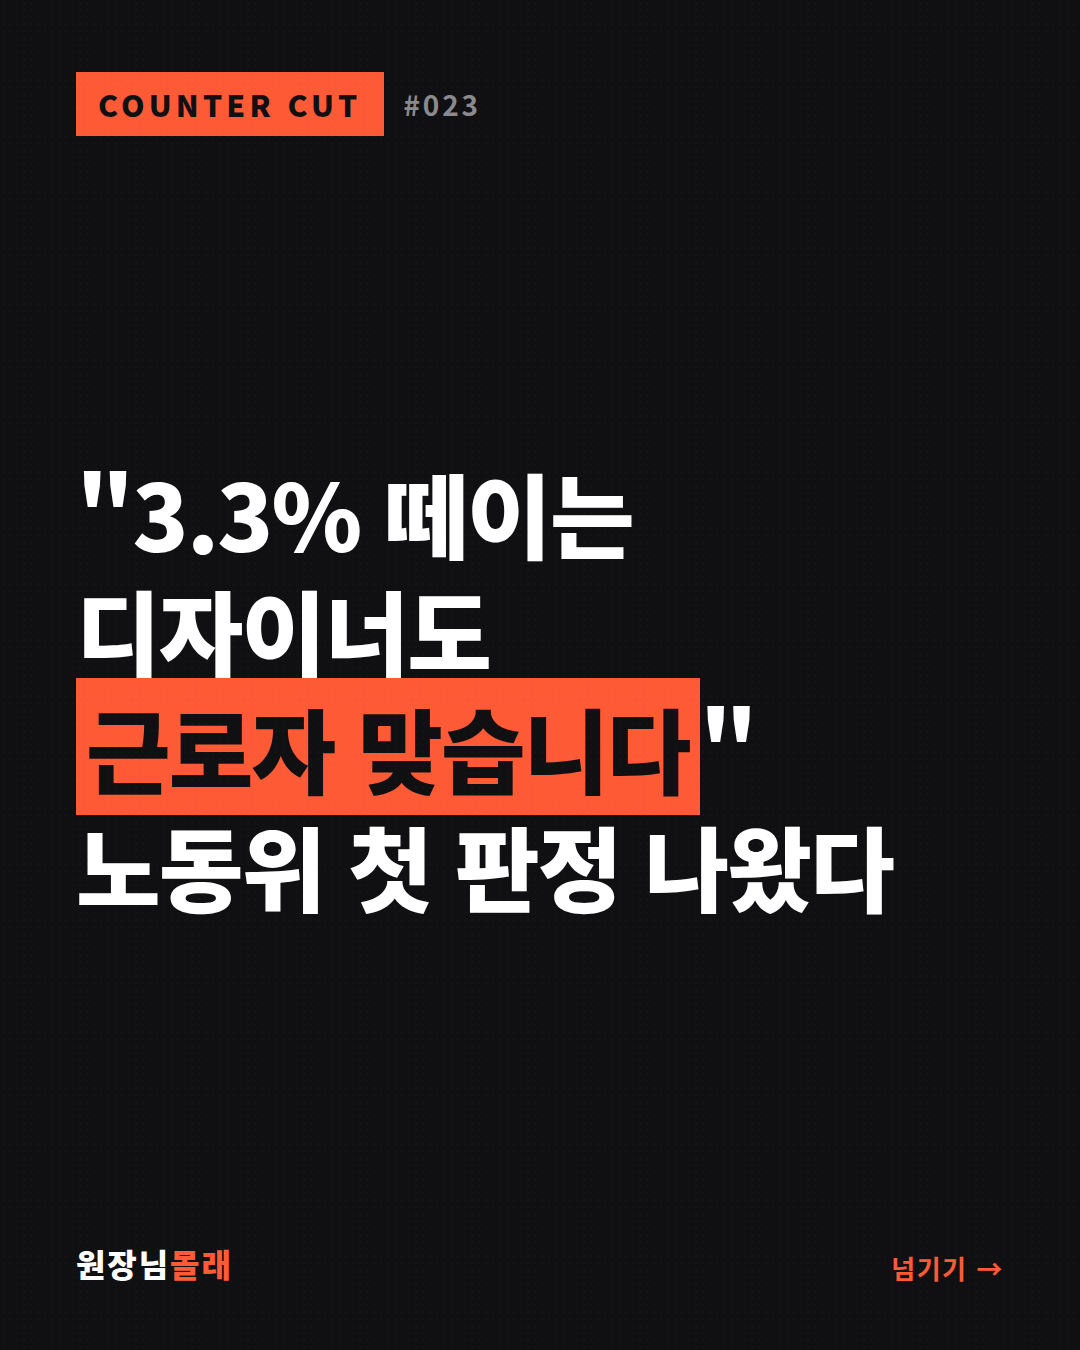 COUNTER CUT #023
"3.3% 떼이는
디자이너도
근로자 맞습니다"
노동위 첫 판정 나왔다
원장님몰래
넘기기 →